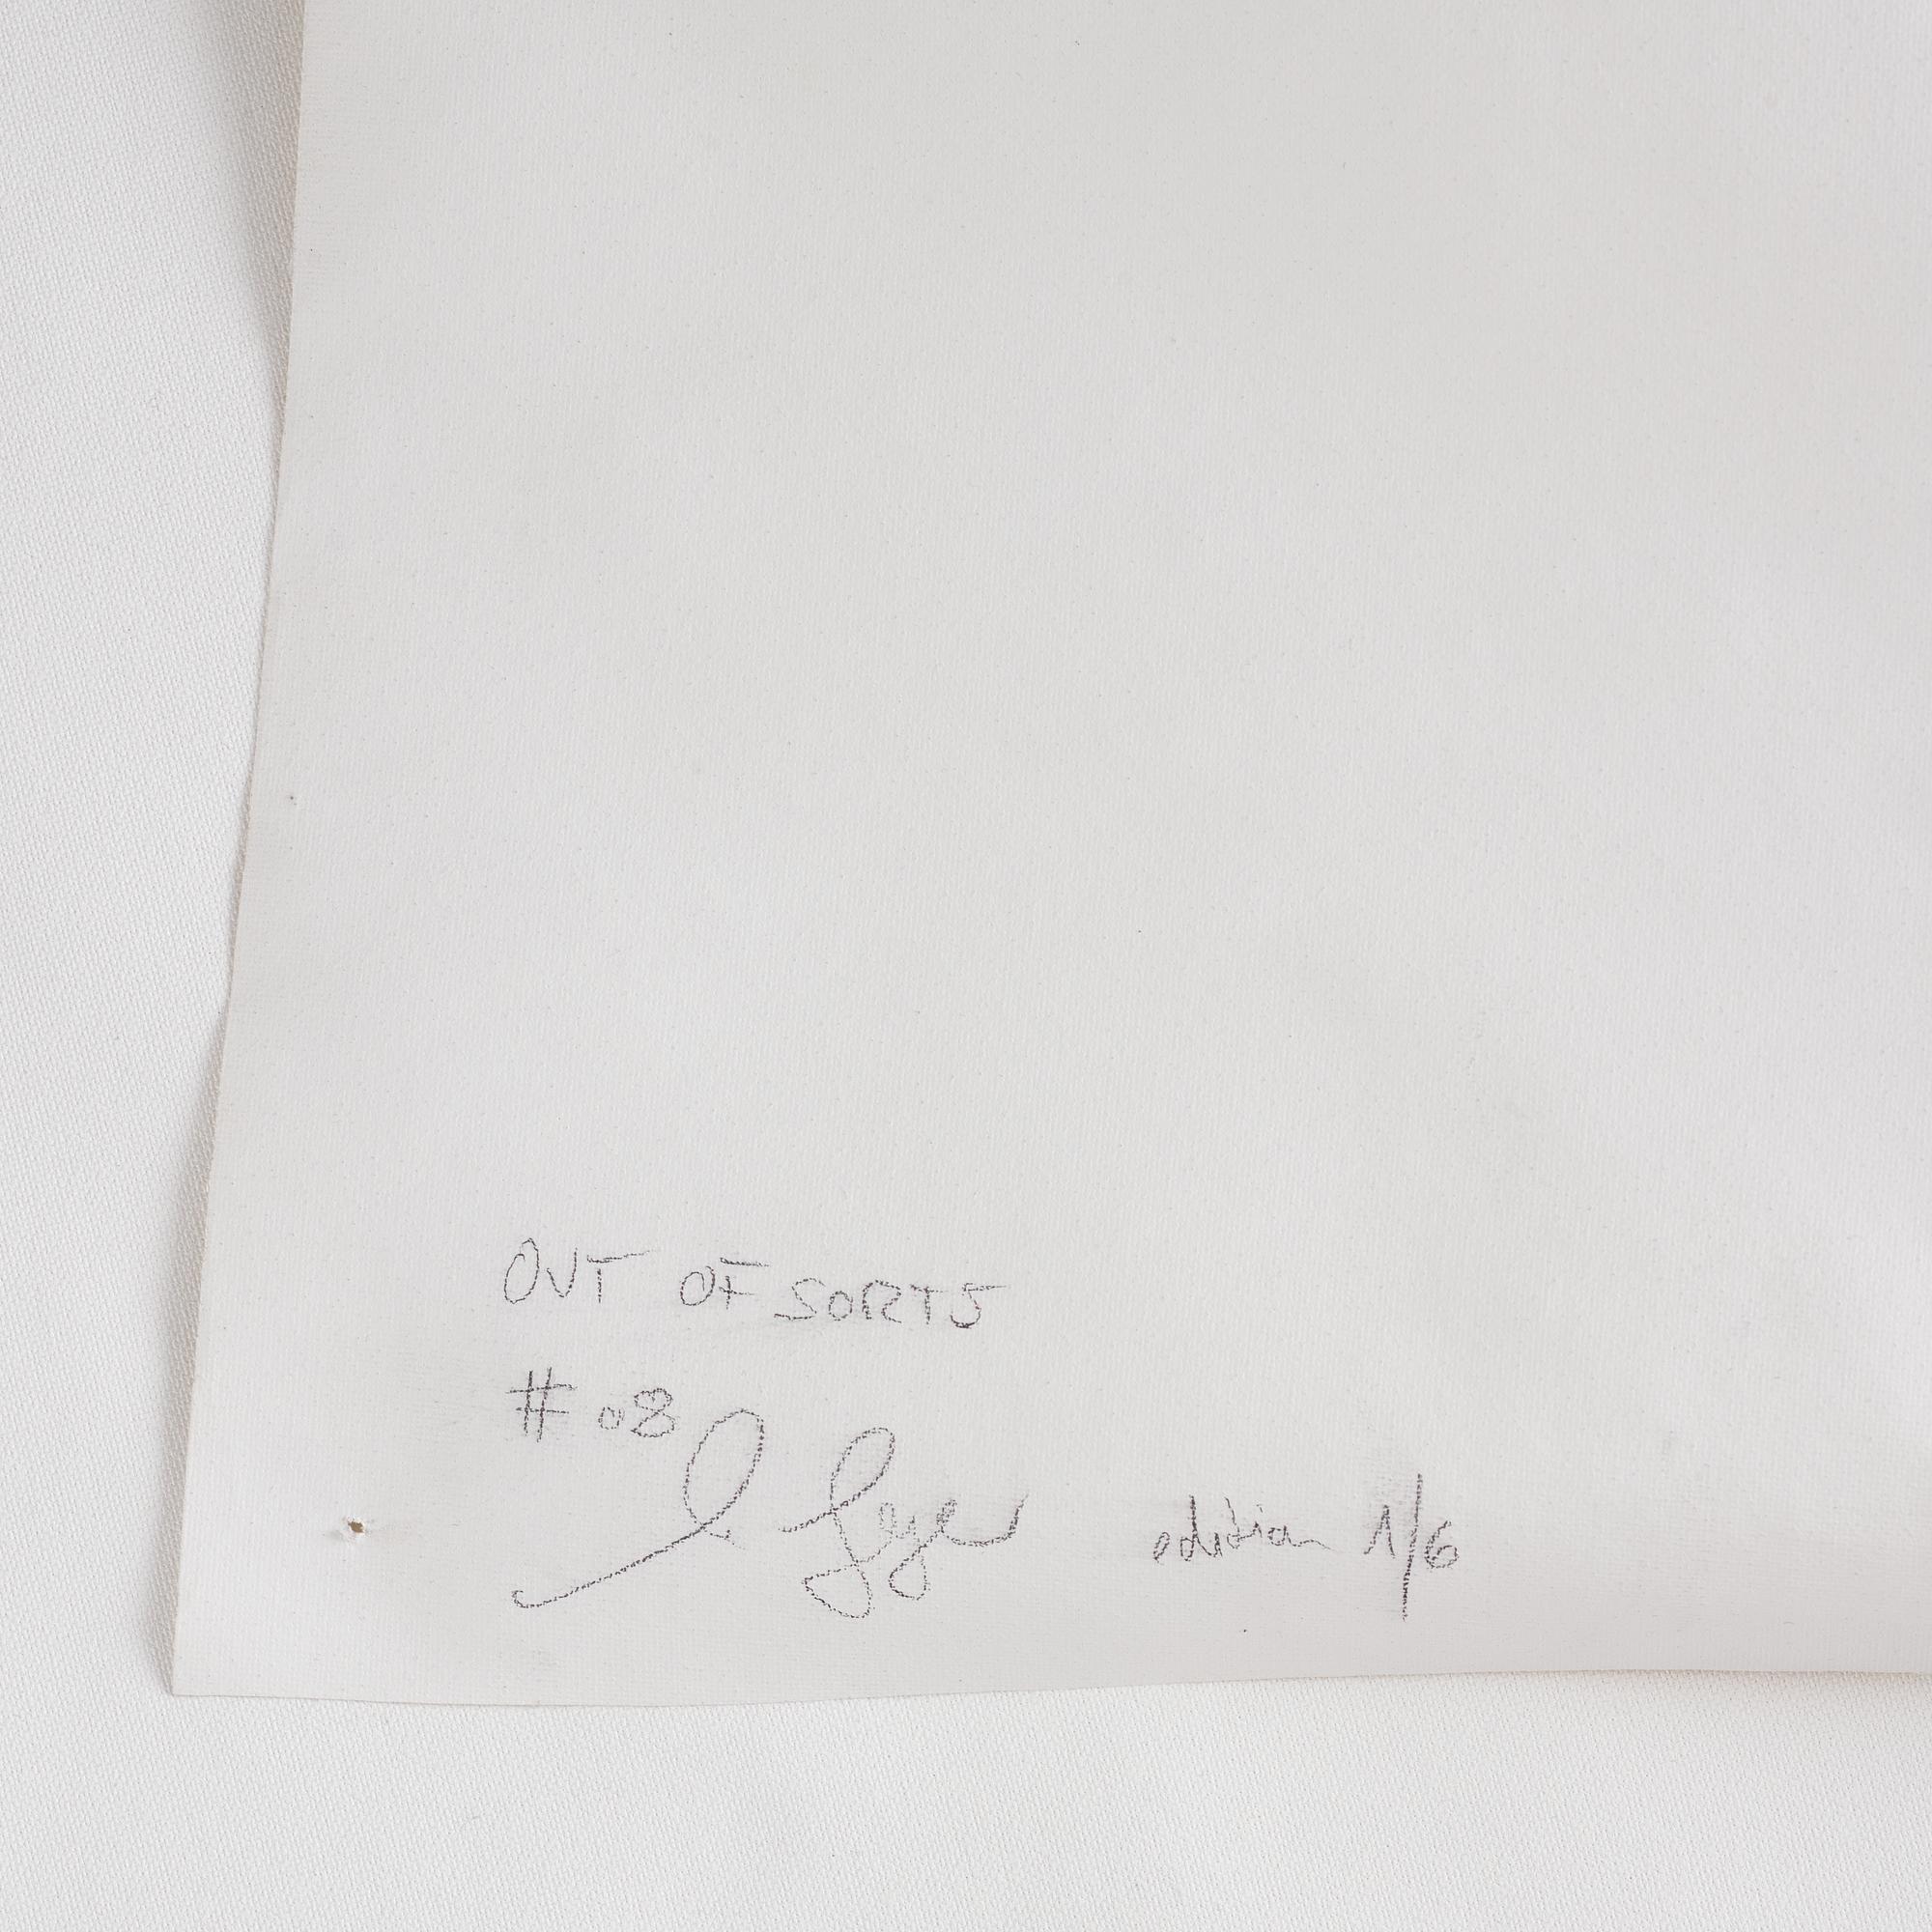 OUT OF SORTS
#08
edition 1/6